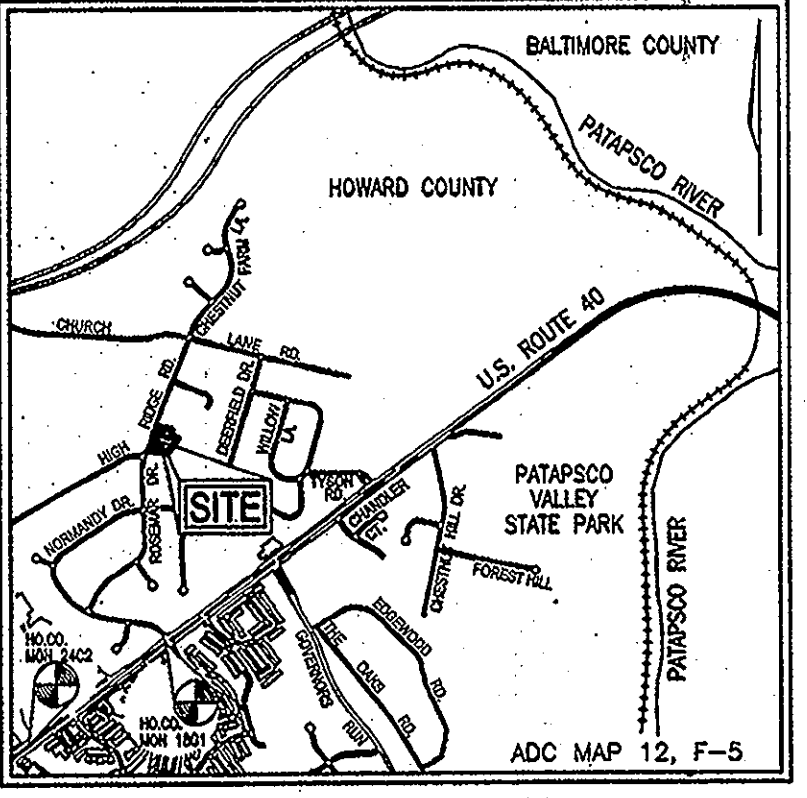 BALTIMORE COUNTY
PATAPSCO RIVER
HOWARD COUNTY
CHESTNUT
FARM LA.
CHURCH
LANE RD.
U.S. ROUTE 40
RIDGE RD.
HIGH
DEERFIELD DR.
WILLOW
LA.
TYSON
RD.
CHANDLER
CT.
PATAPSCO
VALLEY
STATE PARK
SITE
NORMANDY DR.
ROSEMAR DR.
CHESTNUT HILL DR.
FOREST HILL
PATAPSCO RIVER
EDGEWOOD
RD.
THE OAKS
RD.
GOVERNORS
RUN
HO.CO.
MON 24C2
HO.CO.
MON 1801
ADC MAP 12, F-5